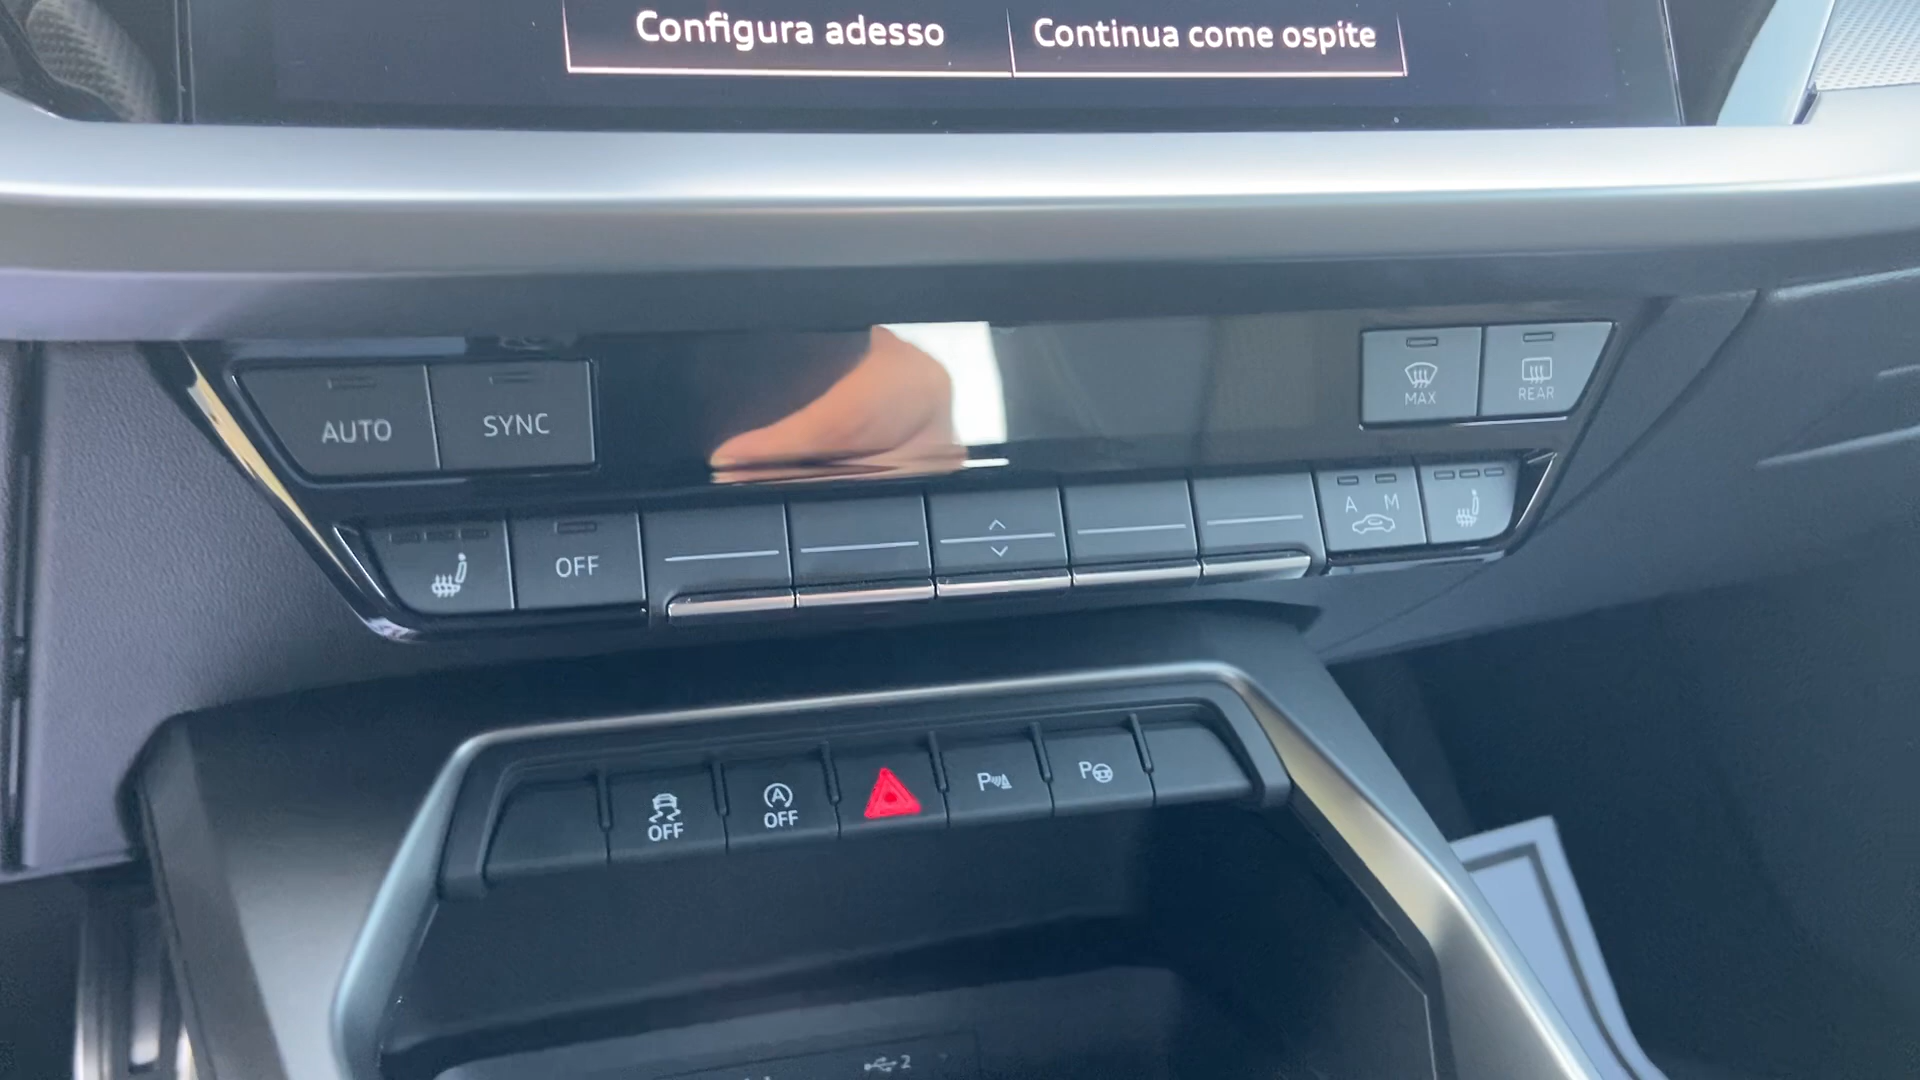 Configura adesso
Continua come ospite
AUTO
SYNC
MAX
REAR
OFF
A M
OFF
A
OFF
P
P
2